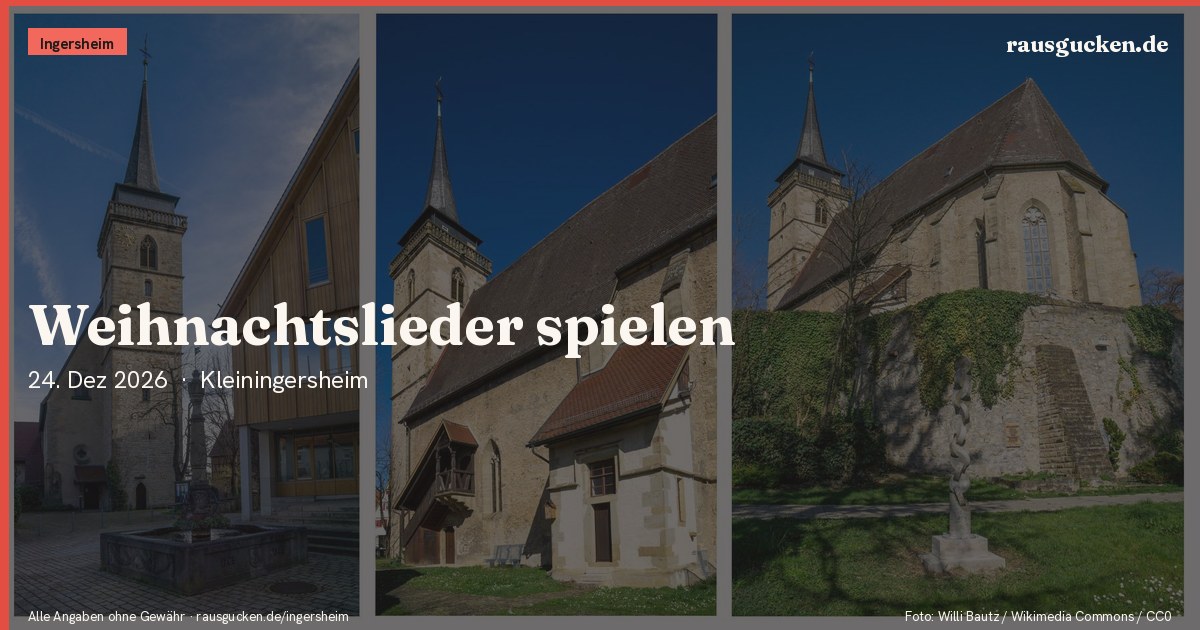 Ingersheim
rausgucken.de
Weihnachtslieder spielen
24. Dez 2026 · Kleiningersheim
Alle Angaben ohne Gewähr · rausgucken.de/ingersheim
Foto: Willi Bautz / Wikimedia Commons / CC0